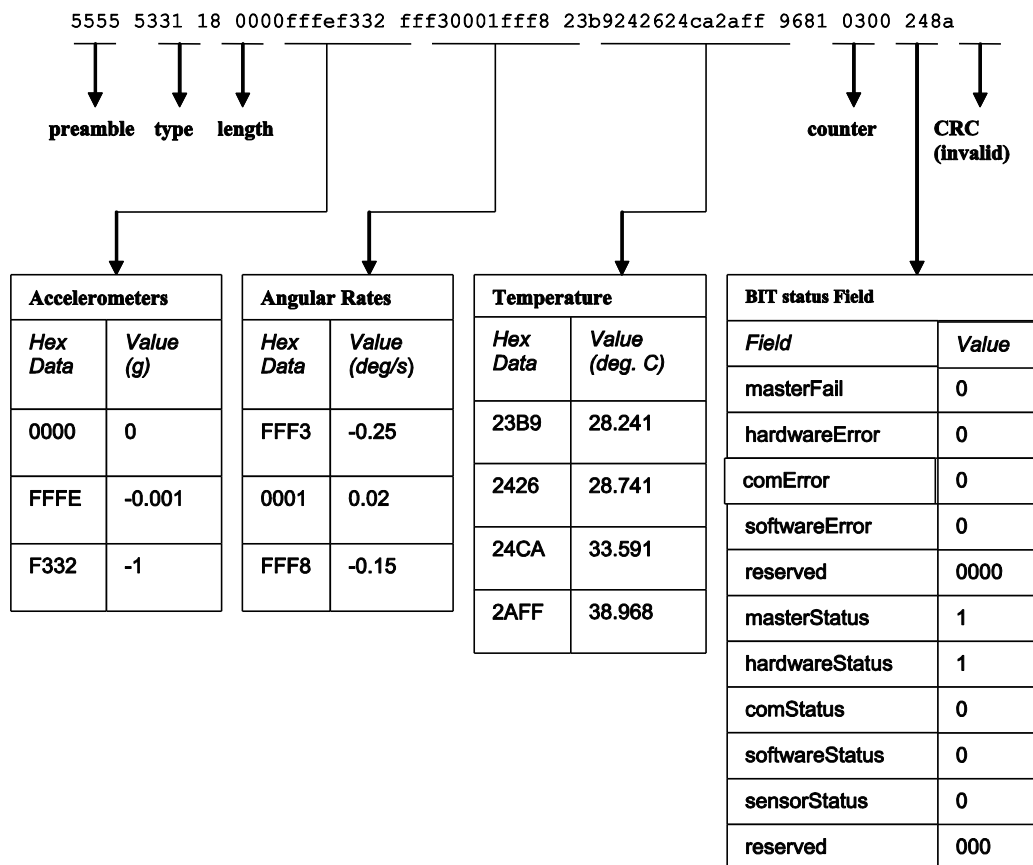 5555 5331 18 0000fffef332 fff30001fff8 23b9242624ca2aff 9681 0300 248a
preamble type length counter CRC
(invalid)
Accelerometers
Hex Data Value (g)
0000 0
FFFE -0.001
F332 -1
Angular Rates
Hex Data Value (deg/s)
FFF3 -0.25
0001 0.02
FFF8 -0.15
Temperature
Hex Data Value (deg. C)
23B9 28.241
2426 28.741
24CA 33.591
2AFF 38.968
BIT status Field
Field Value
masterFail 0
hardwareError 0
comError 0
softwareError 0
reserved 0000
masterStatus 1
hardwareStatus 1
comStatus 0
softwareStatus 0
sensorStatus 0
reserved 000